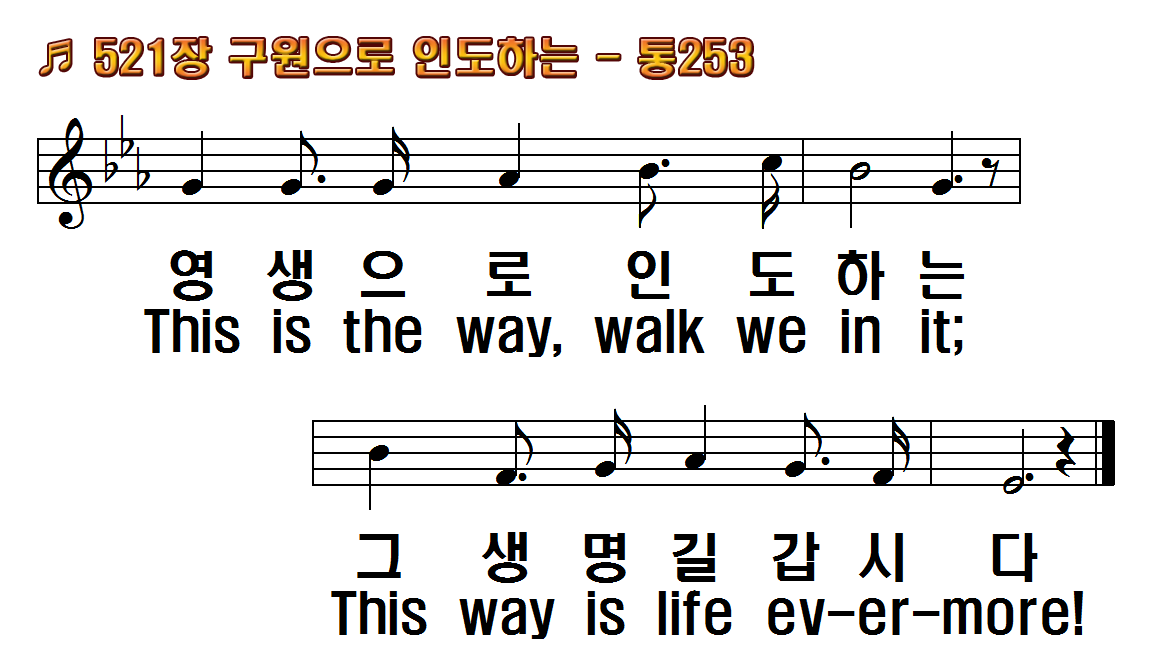 521장 구원으로 인도하는 - 통253
영 생 으 로 인 도 하 는
This is the way, walk we in it;
그 생 명 길 갑 시 다
This way is life ev-er-more!